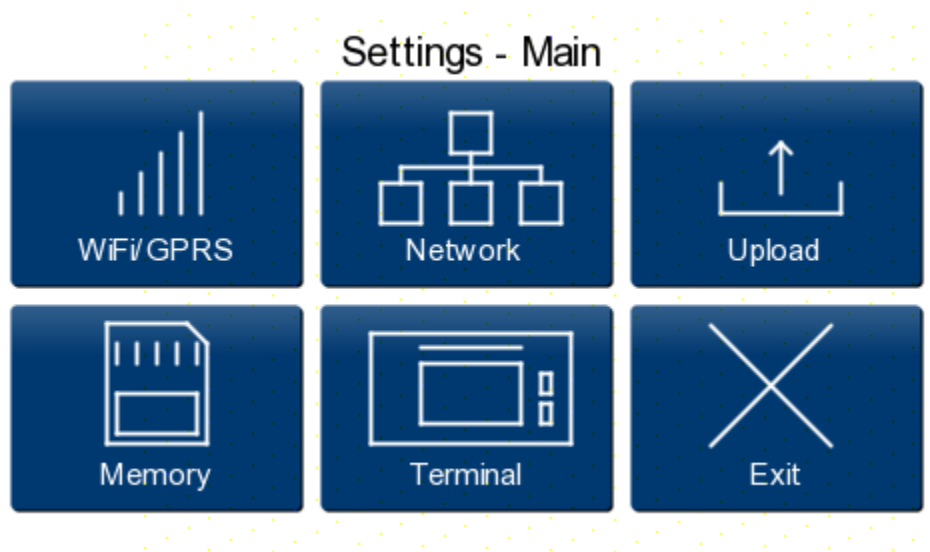 Settings - Main
WiFi/GPRS
Network
Upload
Memory
Terminal
Exit